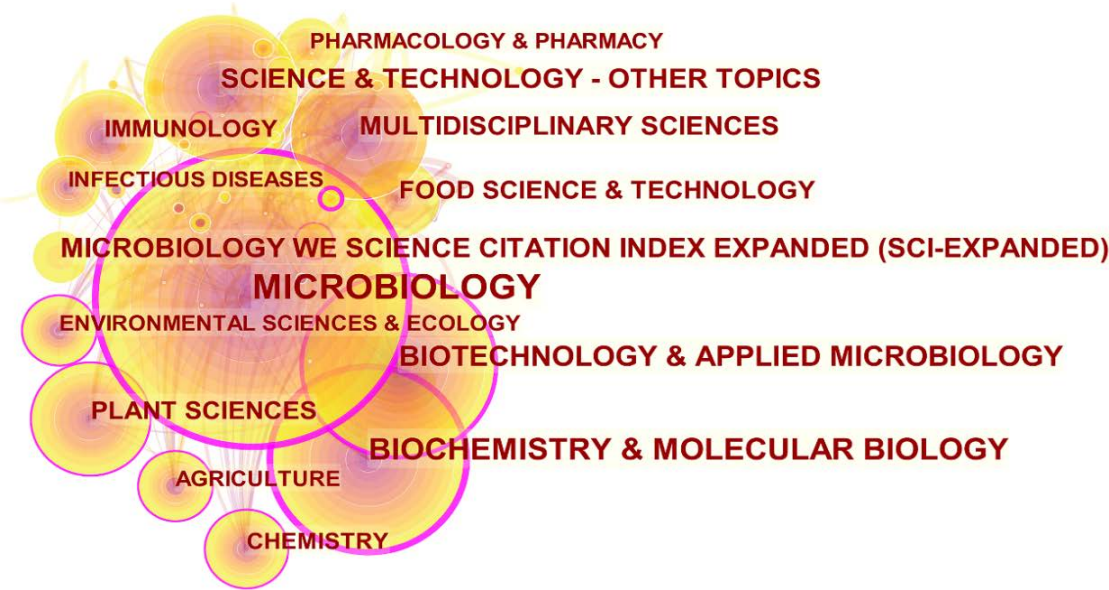 PHARMACOLOGY & PHARMACY
SCIENCE & TECHNOLOGY - OTHER TOPICS
IMMUNOLOGY
MULTIDISCIPLINARY SCIENCES
INFECTIOUS DISEASES
FOOD SCIENCE & TECHNOLOGY
MICROBIOLOGY WE SCIENCE CITATION INDEX EXPANDED (SCI-EXPANDED)
MICROBIOLOGY
ENVIRONMENTAL SCIENCES & ECOLOGY
BIOTECHNOLOGY & APPLIED MICROBIOLOGY
PLANT SCIENCES
BIOCHEMISTRY & MOLECULAR BIOLOGY
AGRICULTURE
CHEMISTRY